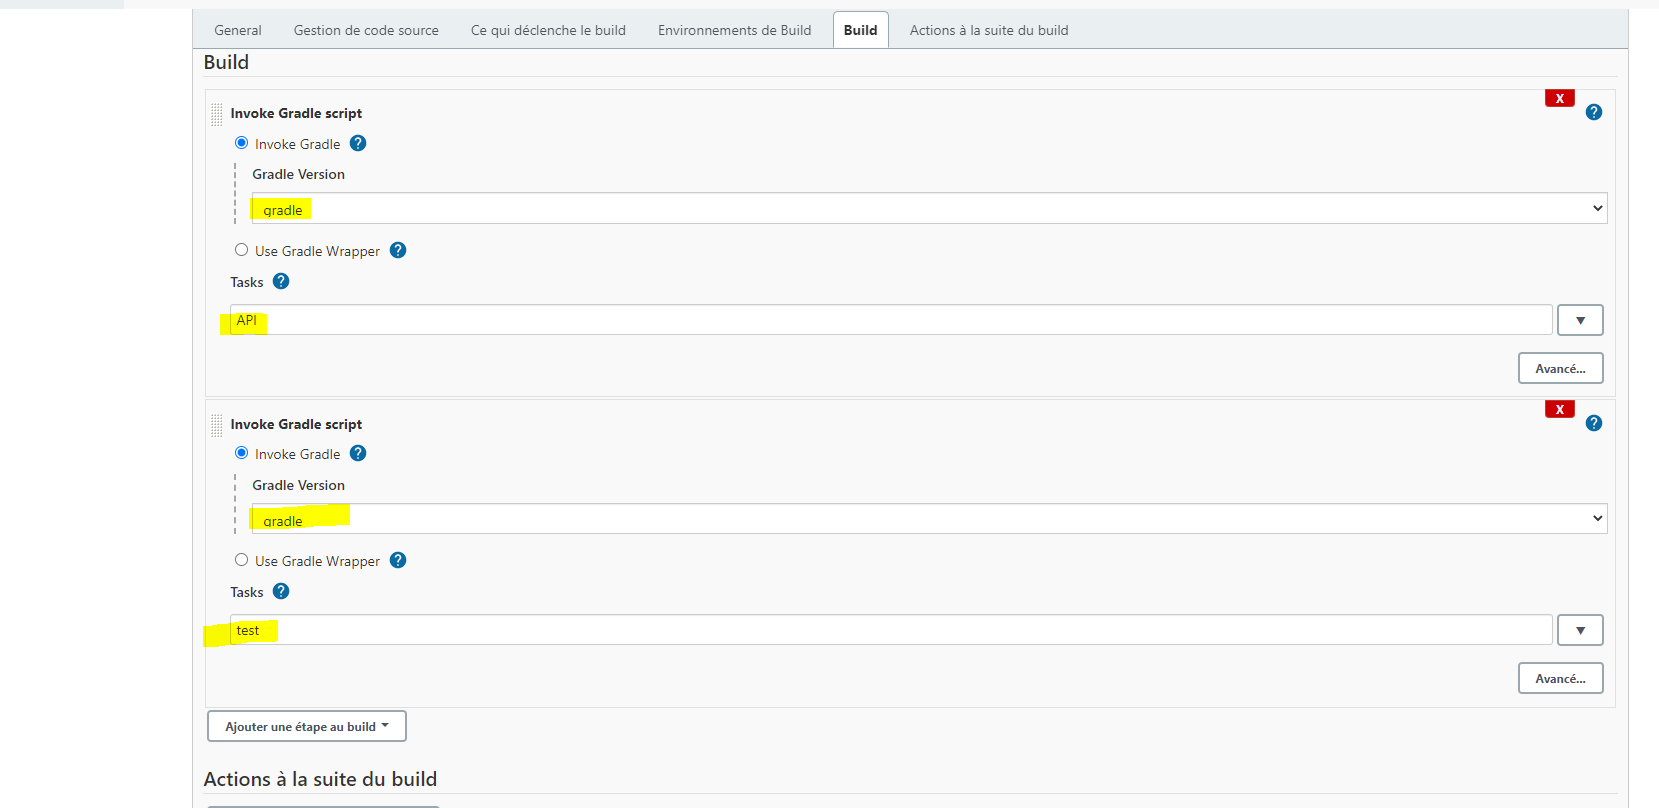 General Gestion de code source Ce qui déclenche le build Environnements de Build Build Actions à la suite du build
Build
X
Invoke Gradle script ?
Invoke Gradle ?
Gradle Version
gradle
Use Gradle Wrapper ?
Tasks ?
API
Avancé...
X
Invoke Gradle script ?
Invoke Gradle ?
Gradle Version
gradle
Use Gradle Wrapper ?
Tasks ?
test
Avancé...
Ajouter une étape au build
Actions à la suite du build